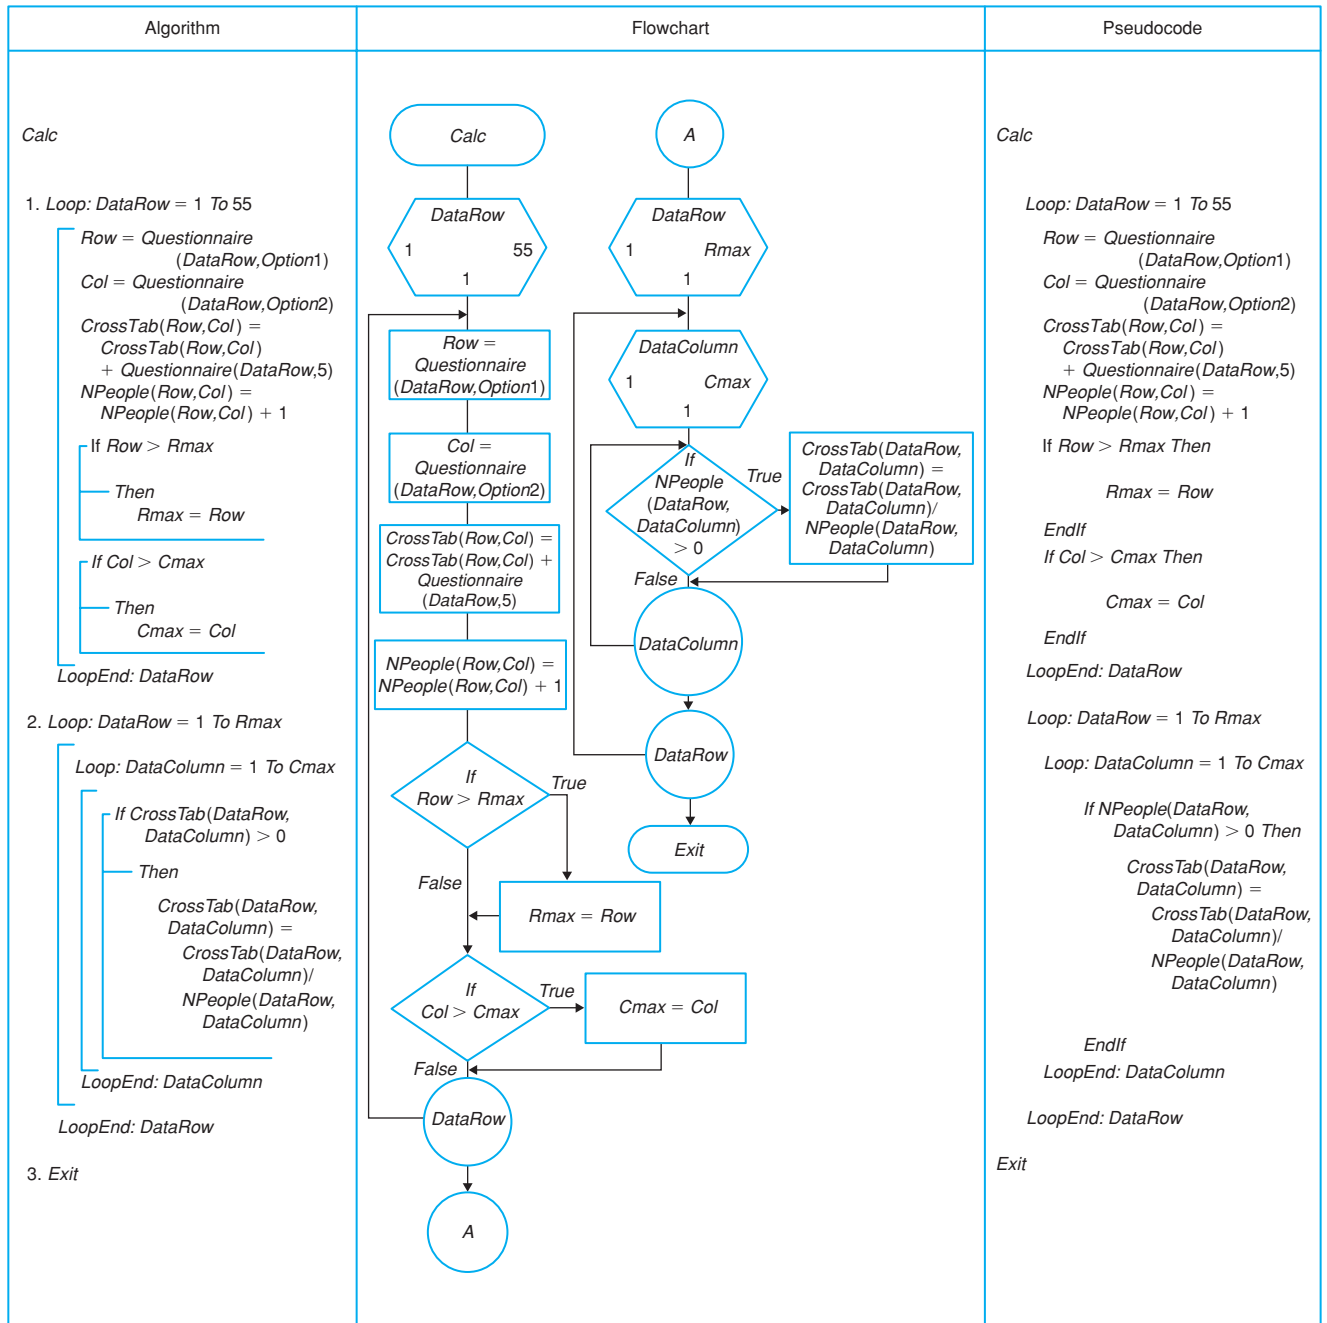 Algorithm
Calc
1. Loop: DataRow = 1 To 55
Row = Questionnaire
(DataRow,Option1)
Col = Questionnaire
(DataRow,Option2)
CrossTab(Row,Col) =
CrossTab(Row,Col)
+ Questionnaire(DataRow,5)
NPeople(Row,Col) =
NPeople(Row,Col) + 1
If Row > Rmax
Then
Rmax = Row
If Col > Cmax
Then
Cmax = Col
LoopEnd: DataRow
2. Loop: DataRow = 1 To Rmax
Loop: DataColumn = 1 To Cmax
If CrossTab(DataRow,
DataColumn) > 0
Then
CrossTab(DataRow,
DataColumn) =
CrossTab(DataRow,
DataColumn)/
NPeople(DataRow,
DataColumn)
LoopEnd: DataColumn
LoopEnd: DataRow
3. Exit
Flowchart
Calc
DataRow
1 55
1
Row =
Questionnaire
(DataRow,Option1)
Col =
Questionnaire
(DataRow,Option2)
CrossTab(Row,Col) =
CrossTab(Row,Col) +
Questionnaire
(DataRow,5)
NPeople(Row,Col) =
NPeople(Row,Col) + 1
If
Row > Rmax
True
False
Rmax = Row
If
Col > Cmax
True
Cmax = Col
False
DataRow
A
A
DataRow
1 Rmax
1
DataColumn
1 Cmax
1
If
NPeople
(DataRow,
DataColumn)
> 0
True
CrossTab(DataRow,
DataColumn) =
CrossTab(DataRow,
DataColumn)/
NPeople(DataRow,
DataColumn)
False
DataColumn
DataRow
Exit
Pseudocode
Calc
Loop: DataRow = 1 To 55
Row = Questionnaire
(DataRow,Option1)
Col = Questionnaire
(DataRow,Option2)
CrossTab(Row,Col) =
CrossTab(Row,Col)
+ Questionnaire(DataRow,5)
NPeople(Row,Col) =
NPeople(Row,Col) + 1
If Row > Rmax Then
Rmax = Row
EndIf
If Col > Cmax Then
Cmax = Col
EndIf
LoopEnd: DataRow
Loop: DataRow = 1 To Rmax
Loop: DataColumn = 1 To Cmax
If NPeople(DataRow,
DataColumn) > 0 Then
CrossTab(DataRow,
DataColumn) =
CrossTab(DataRow,
DataColumn)/
NPeople(DataRow,
DataColumn)
EndIf
LoopEnd: DataColumn
LoopEnd: DataRow
Exit